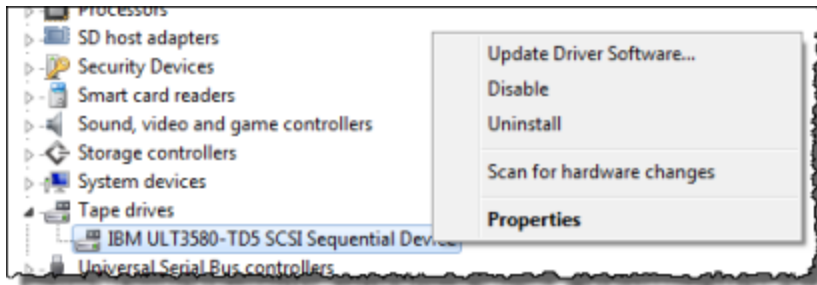 Processors
SD host adapters
Security Devices
Smart card readers
Sound, video and game controllers
Storage controllers
System devices
Tape drives
IBM ULT3580-TD5 SCSI Sequential Device
Universal Serial Bus controllers
Update Driver Software...
Disable
Uninstall
Scan for hardware changes
Properties